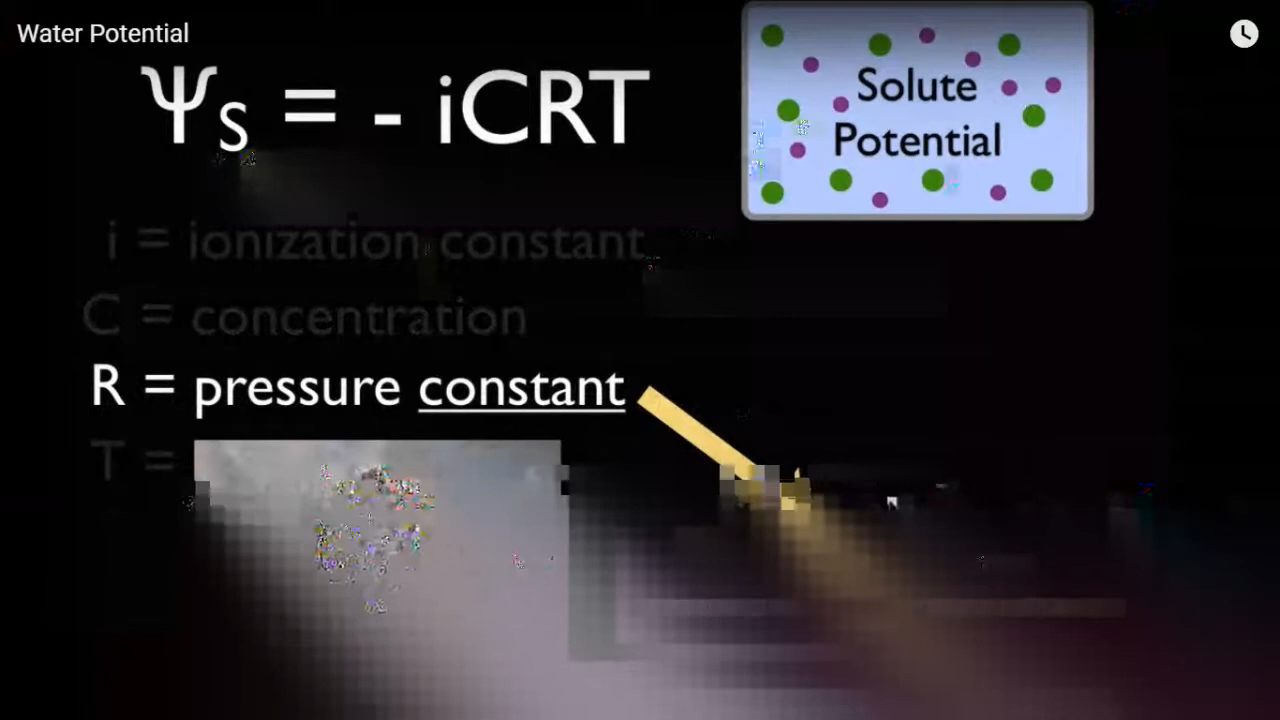 Water Potential
Ψs = - iCRT
Solute
Potential
i = ionization constant
C = concentration
R = pressure constant
T =